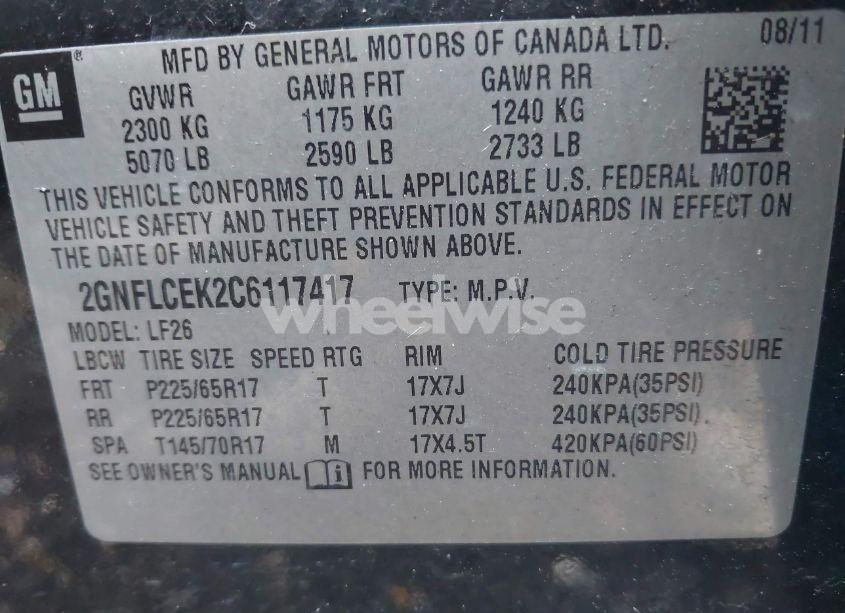 GM®
MFD BY GENERAL MOTORS OF CANADA LTD. 08/11
GVWR GAWR FRT GAWR RR
2300 KG 1175 KG 1240 KG
5070 LB 2590 LB 2733 LB
THIS VEHICLE CONFORMS TO ALL APPLICABLE U.S. FEDERAL MOTOR
VEHICLE SAFETY AND THEFT PREVENTION STANDARDS IN EFFECT ON
THE DATE OF MANUFACTURE SHOWN ABOVE.
2GNFLCEK2C6117417 TYPE: M.P.V.
wheelwise
MODEL: LF26
LBCW TIRE SIZE SPEED RTG RIM COLD TIRE PRESSURE
FRT P225/65R17 T 17X7J 240KPA(35PSI)
RR P225/65R17 T 17X7J 240KPA(35PSI)
SPA T145/70R17 M 17X4.5T 420KPA(60PSI)
SEE OWNER'S MANUAL i FOR MORE INFORMATION.